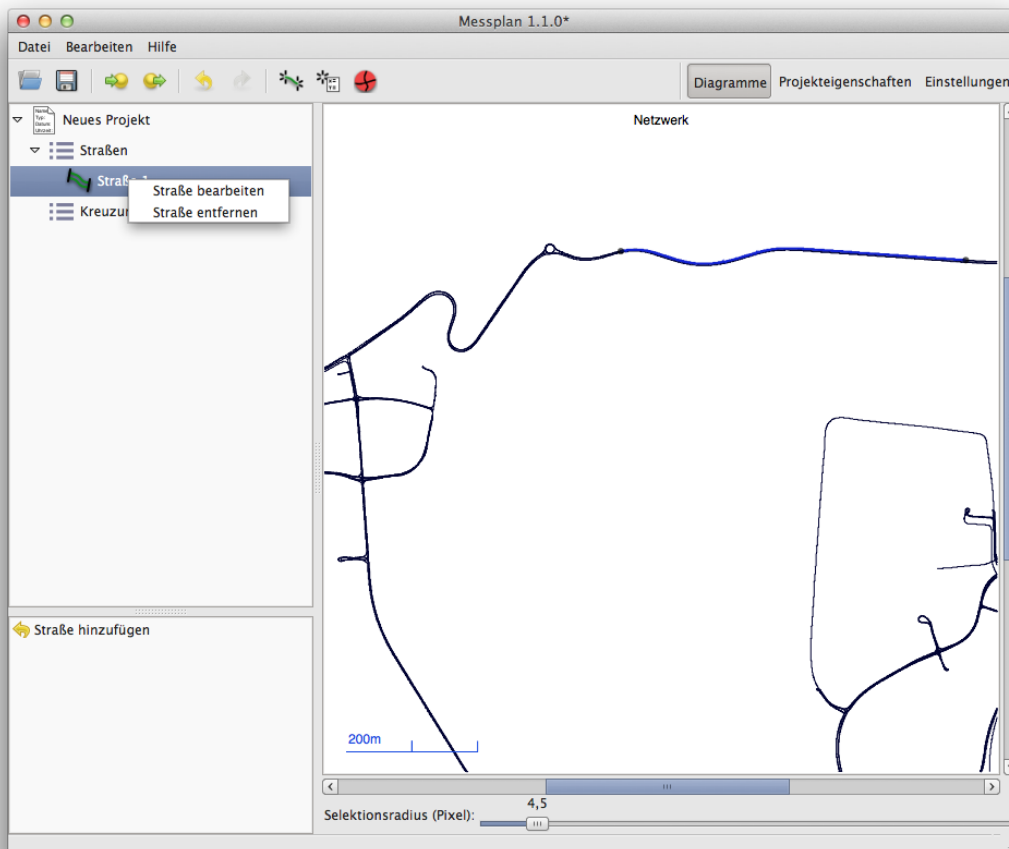 Messplan 1.1.0*
Datei Bearbeiten Hilfe
Diagramme Projekteigenschaften Einstellungen
Neues Projekt
Straßen
Straße bearbeiten
Straße entfernen
Netzwerk
Straße hinzufügen
200m
4,5
Selektionsradius (Pixel):